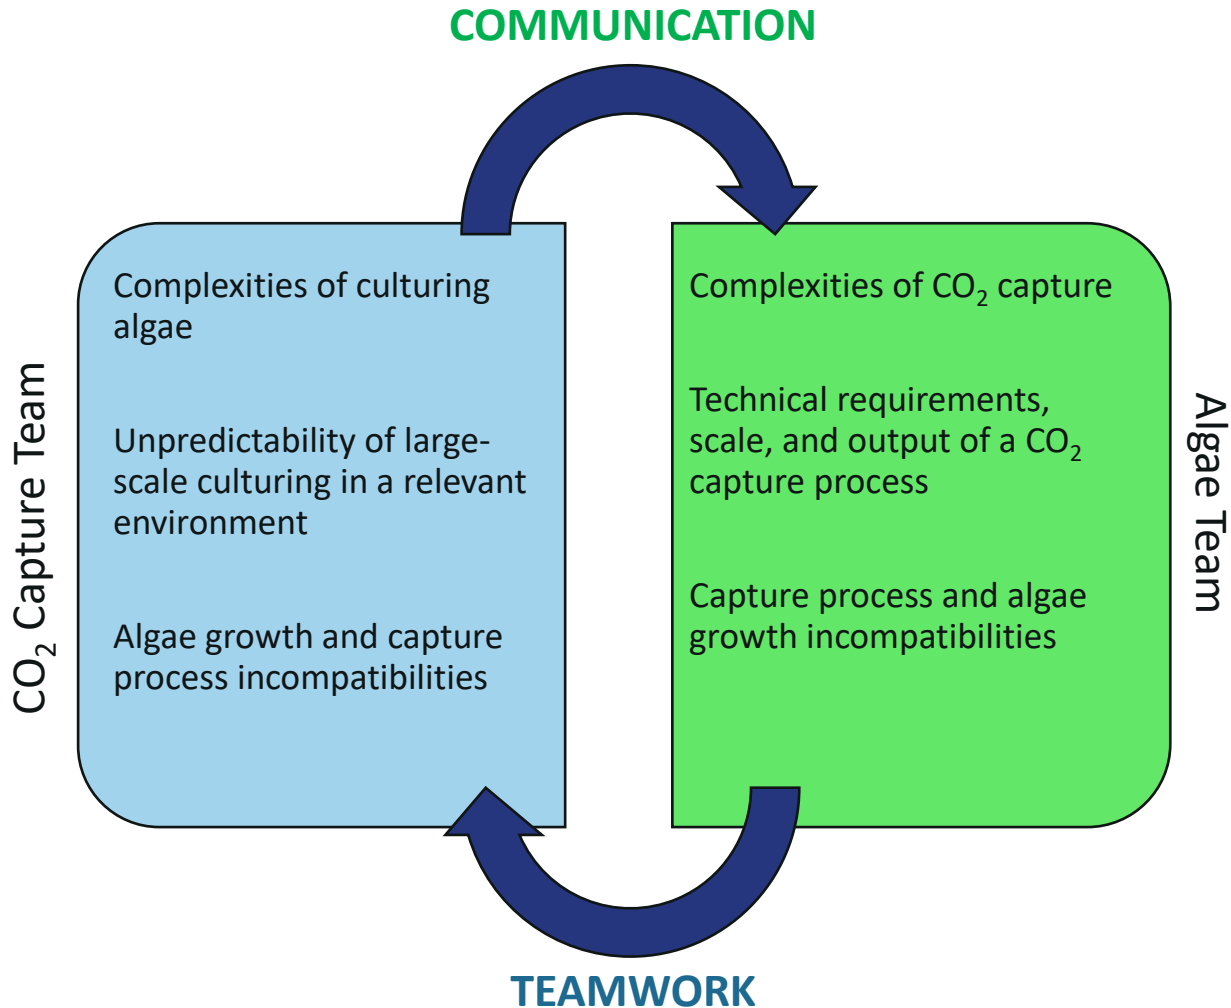 COMMUNICATION
CO₂ Capture Team
Complexities of culturing
algae
Unpredictability of large-
scale culturing in a relevant
environment
Algae growth and capture
process incompatibilities
Complexities of CO₂ capture
Technical requirements,
scale, and output of a CO₂
capture process
Capture process and algae
growth incompatibilities
Algae Team
TEAMWORK